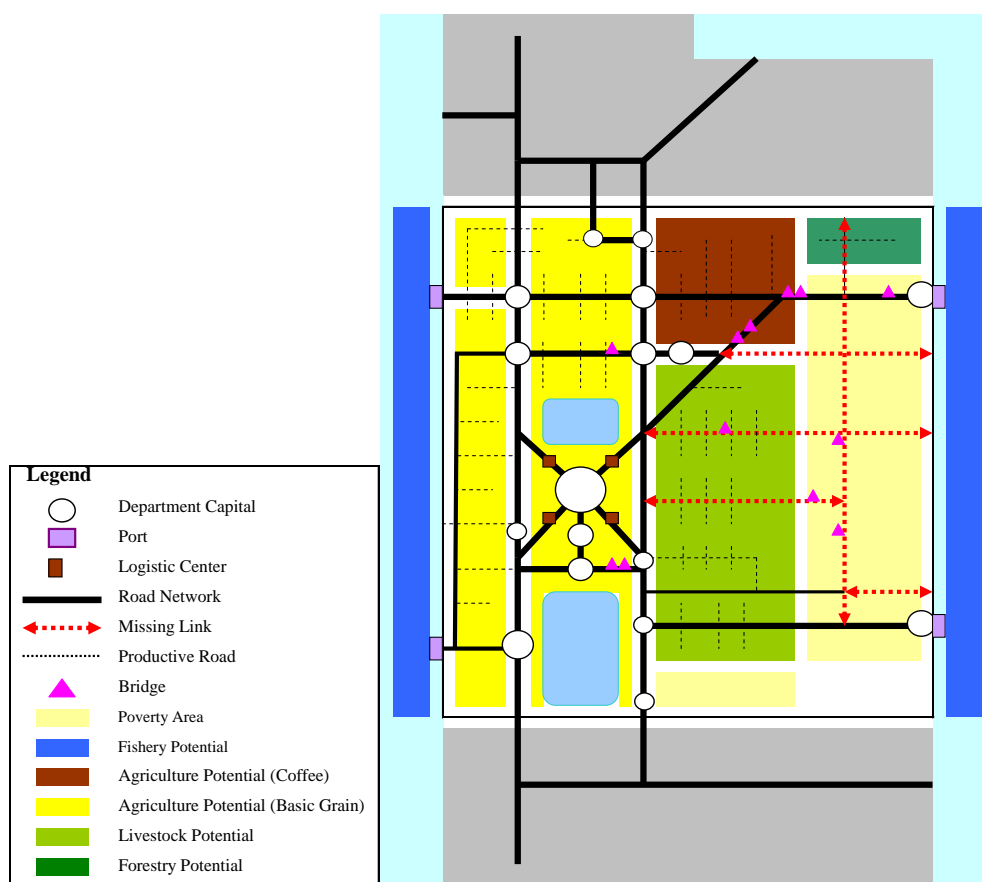 Legend
Department Capital
Port
Logistic Center
Road Network
Missing Link
Productive Road
Bridge
Poverty Area
Fishery Potential
Agriculture Potential (Coffee)
Agriculture Potential (Basic Grain)
Livestock Potential
Forestry Potential